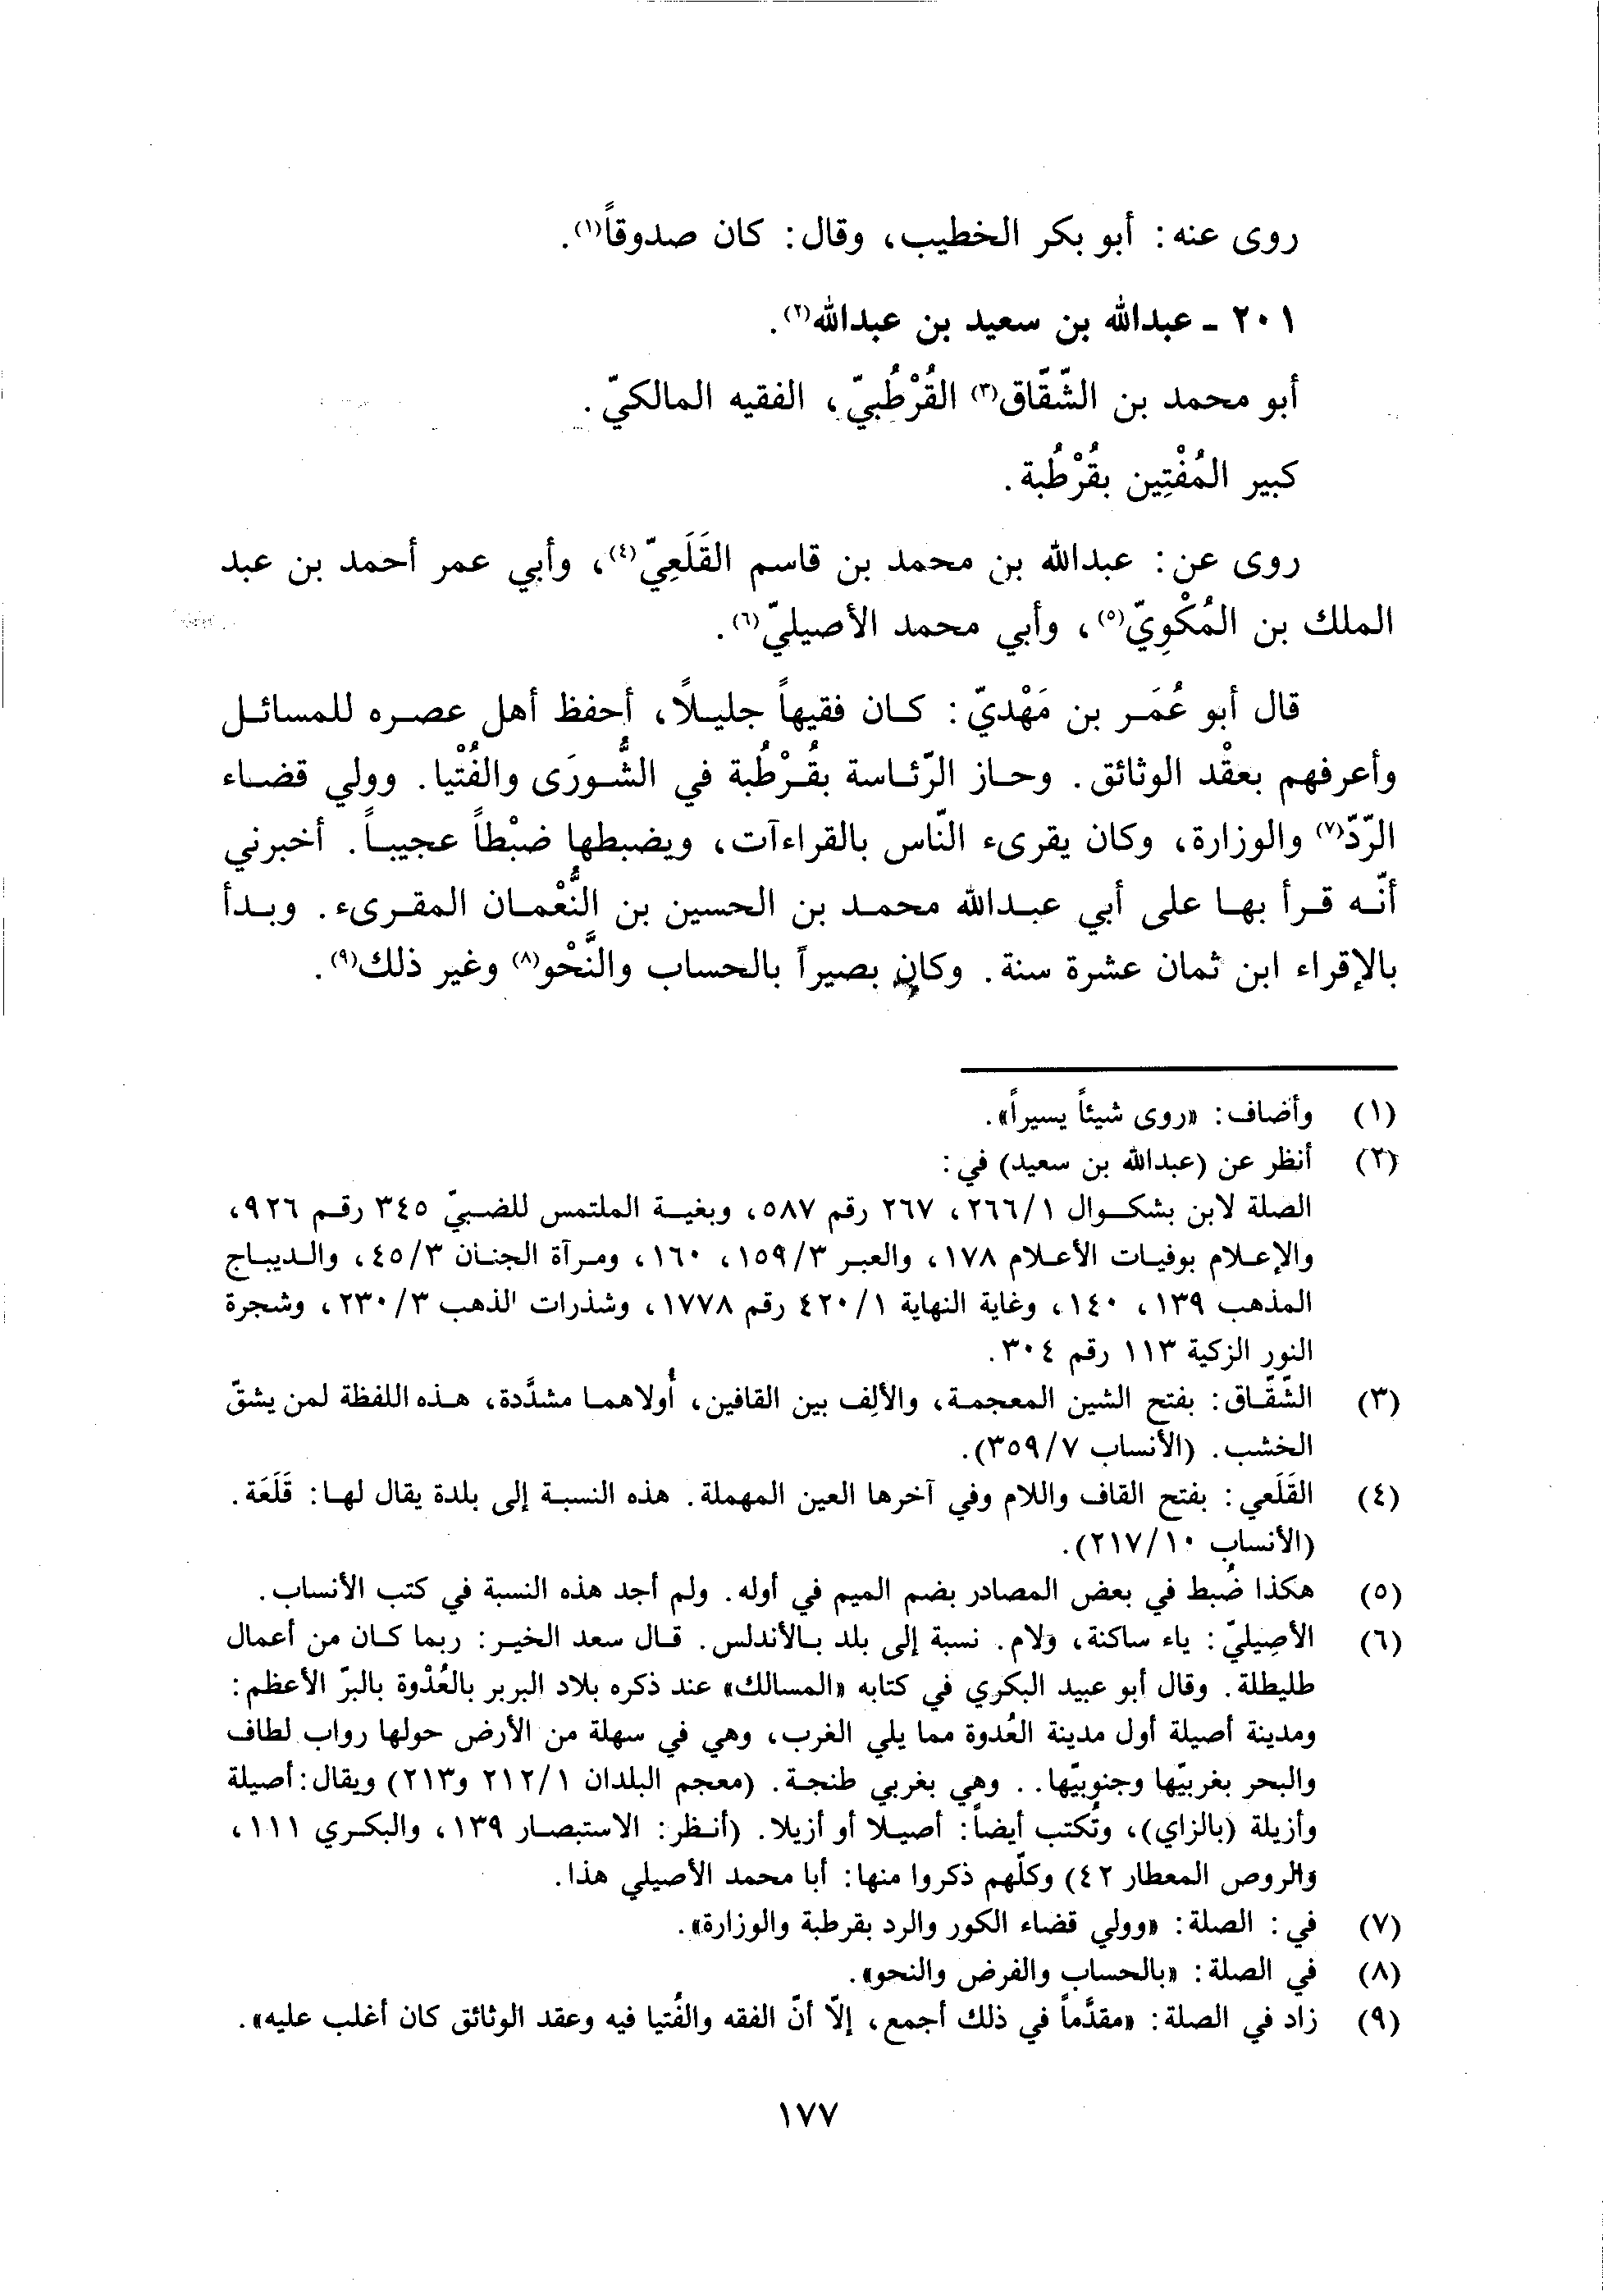 روى عنه: أبو بكر الخطيب، وقال: كان صدوقاً(١).
٢٠١ ـ عبدالله بن سعيد بن عبدالله(٢).
أبو محمد بن الشّقّاق(٣) القُرْطُبيّ، الفقيه المالكيّ.
كبير المُفْتِين بقُرْطُبة.
روى عن: عبدالله بن محمد بن قاسم القَلَعِيّ(٤)، وأبي عمر أحمد بن عبد
الملك بن المُكْوِيّ(٥)، وأبي محمد الأصيليّ(٦).
قال أبو عُمَر بن مَهْديّ: كان فقيهاً جليلاً، أحفظ أهل عصره للمسائل
وأعرفهم بعقْد الوثائق. وحاز الرّئاسة بقُرْطُبة في الشُّورَى والفُتْيا. وولي قضاء
الرّدّ(٧) والوزارة، وكان يقرىء النّاس بالقراءآت، ويضبطها ضبْطاً عجيباً. أخبرني
أنّه قرأ بها على أبي عبدالله محمد بن الحسين بن النُّعْمان المقرىء. وبدأ
بالإقراء ابن ثمان عشرة سنة. وكان بصيراً بالحساب والنَّحْو(٨) وغير ذلك(٩).
(١) وأضاف: «روى شيئاً يسيراً».
(٢) أنظر عن (عبدالله بن سعيد) في:
الصلة لابن بشكوال ٢٦٦/١، ٢٦٧ رقم ٥٨٧، وبغية الملتمس للضبيّ ٣٤٥ رقم ٩٢٦،
والإعلام بوفيات الأعلام ١٧٨، والعبر ١٥٩/٣، ١٦٠، ومرآة الجنان ٤٥/٣، والديباج
المذهب ١٣٩، ١٤٠، وغاية النهاية ٤٢٠/١ رقم ١٧٧٨، وشذرات الذهب ٢٣٠/٣، وشجرة
النور الزكية ١١٣ رقم ٣٠٤.
(٣) الشّقّاق: بفتح الشين المعجمة، والألِف بين القافين، أولاهما مشدَّدة، هذه اللفظة لمن يشقّ
الخشب. (الأنساب ٣٥٩/٧).
(٤) القَلَعي: بفتح القاف واللام وفي آخرها العين المهملة. هذه النسبة إلى بلدة يقال لها: قَلَعَة.
(الأنساب ٢١٧/١٠).
(٥) هكذا ضُبط في بعض المصادر بضم الميم في أوله. ولم أجد هذه النسبة في كتب الأنساب.
(٦) الأصِيليّ: ياء ساكنة، ولام. نسبة إلى بلد بالأندلس. قال سعد الخير: ربما كان من أعمال
طليطلة. وقال أبو عبيد البكري في كتابه «المسالك» عند ذكره بلاد البربر بالعُدْوة بالبرّ الأعظم:
ومدينة أصيلة أول مدينة العُدوة مما يلي الغرب، وهي في سهلة من الأرض حولها رواب لطاف
والبحر بغربيّها وجنوبيّها.. وهي بغربي طنجة. (معجم البلدان ٢١٢/١ و٢١٣) ويقال: أصيلة
وأزيلة (بالزاي)، وتُكتب أيضاً: أصيلا أو أزيلا. (أنظر: الاستبصار ١٣٩، والبكري ١١١،
والروص المعطار ٤٢) وكلّهم ذكروا منها: أبا محمد الأصيلي هذا.
(٧) في: الصلة: «وولي قضاء الكور والرد بقرطبة والوزارة».
(٨) في الصلة: «بالحساب والفرض والنحو».
(٩) زاد في الصلة: «مقدَّماً في ذلك أجمع، إلاّ أنّ الفقه والفُتيا فيه وعقد الوثائق كان أغلب عليه».
١٧٧